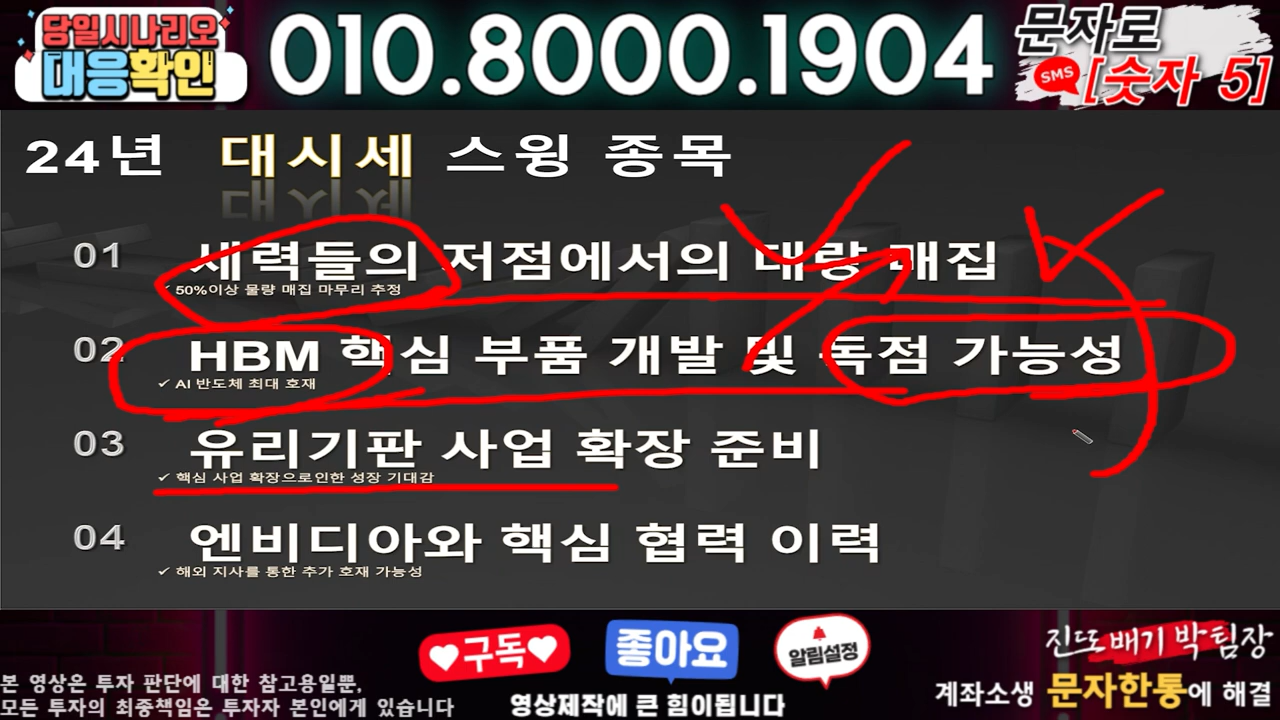 당일시나리오
대응확인
010.8000.1904
문자로
SMS [숫자 5]
24년 대시세 스윙 종목
01 세력들의 저점에서의 대량 매집
✓ 50%이상 물량 매집 마무리 추정
02 HBM 핵심 부품 개발 및 독점 가능성
✓ AI 반도체 최대 호재
03 유리기판 사업 확장 준비
✓ 핵심 사업 확장으로인한 성장 기대감
04 엔비디아와 핵심 협력 이력
✓ 해외 지사를 통한 추가 호재 가능성
구독
좋아요
알림설정
진또배기 박팀장
본 영상은 투자 판단에 대한 참고용일뿐,
모든 투자의 최종책임은 투자자 본인에게 있습니다
영상제작에 큰 힘이됩니다
계좌소생 문자한통에 해결